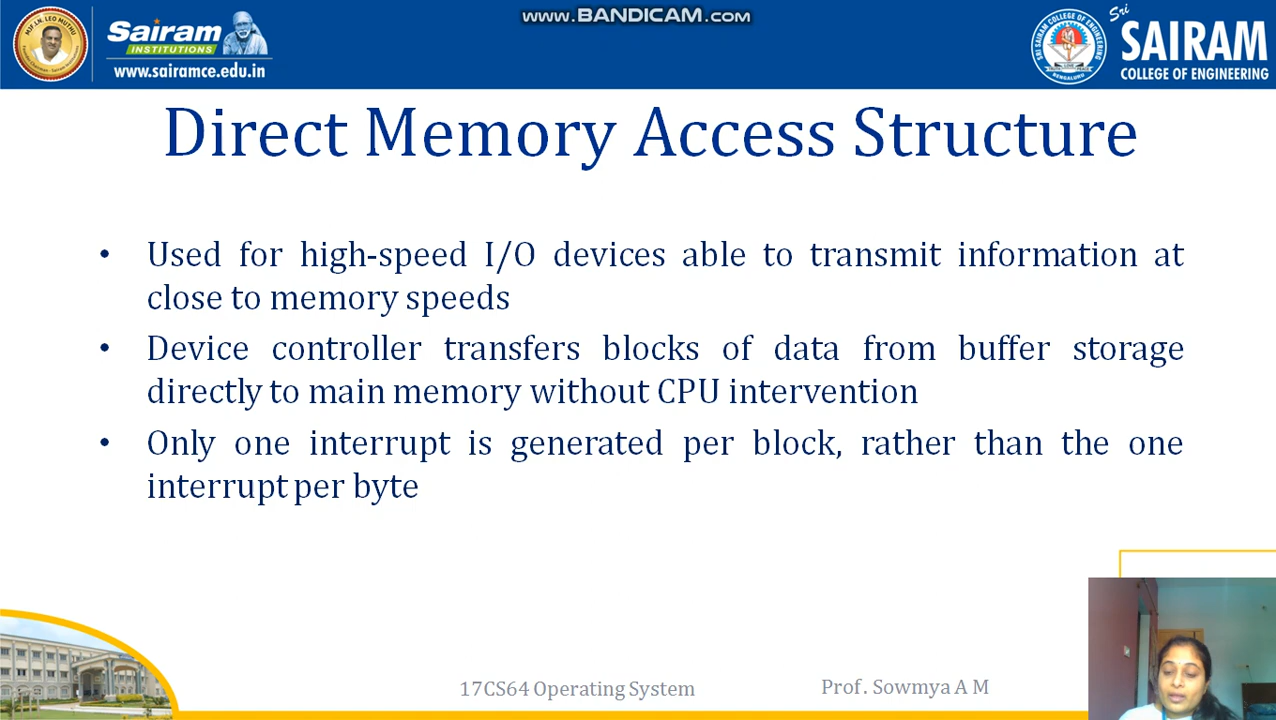 www.BANDICAM.com
Sairam
INSTITUTIONS
www.sairamce.edu.in
Sri
SAIRAM
COLLEGE OF ENGINEERING
Direct Memory Access Structure
• Used for high-speed I/O devices able to transmit information at
close to memory speeds
• Device controller transfers blocks of data from buffer storage
directly to main memory without CPU intervention
• Only one interrupt is generated per block, rather than the one
interrupt per byte
17CS64 Operating System
Prof. Sowmya A M